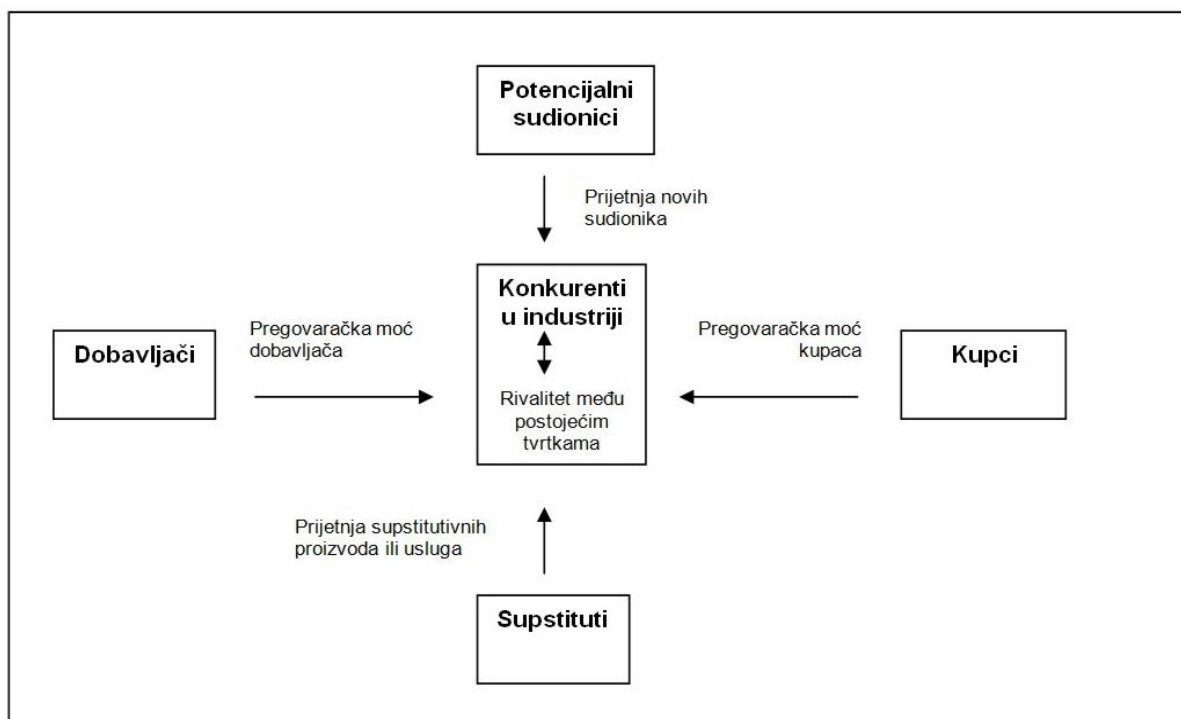 Potencijalni
sudionici
Prijetnja novih
sudionika
Konkurenti
u industriji
Rivalitet među
postojećim
tvrtkama
Dobavljači
Pregovaračka moć
dobavljača
Pregovaračka moć
kupaca
Kupci
Prijetnja supstitutivnih
proizvoda ili usluga
Supstituti